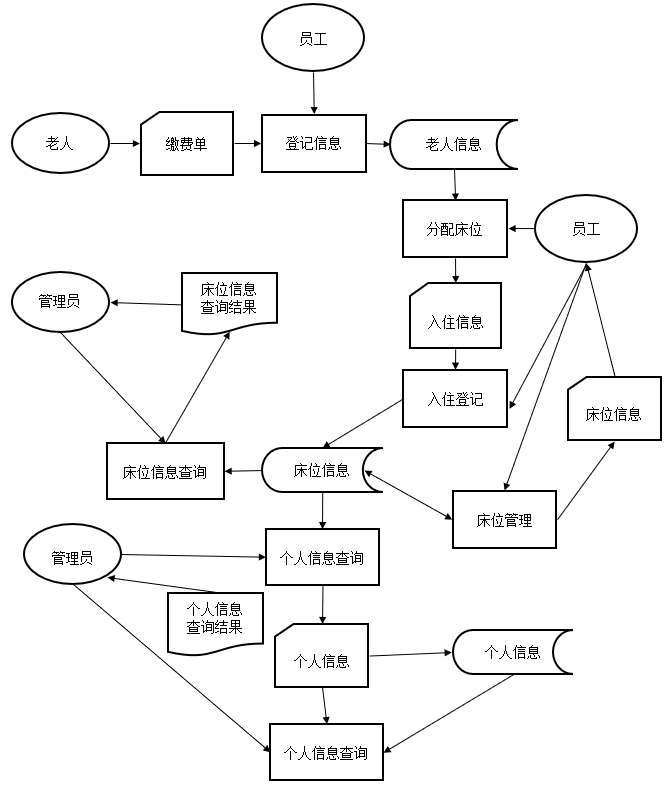 员工
老人
缴费单
登记信息
老人信息
分配床位
员工
管理员
床位信息
查询结果
入住信息
入住登记
床位信息
床位信息查询
床位信息
床位管理
管理员
个人信息查询
个人信息
查询结果
个人信息
个人信息
个人信息查询